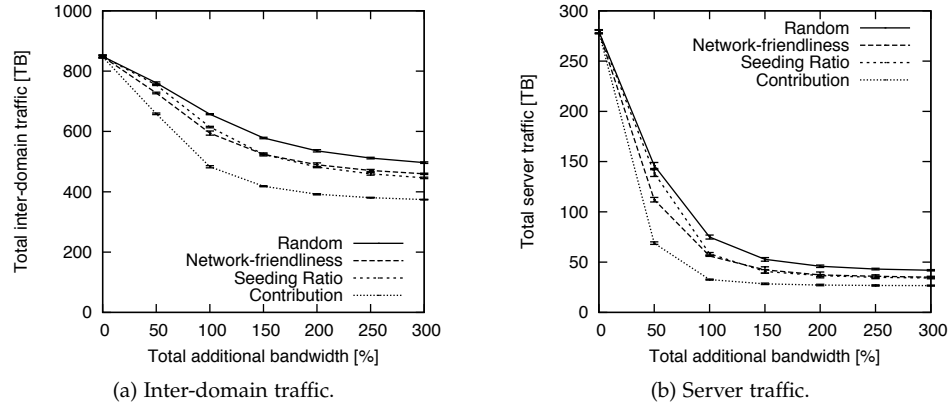 1000
800
600
400
200
0
Total inter-domain traffic [TB]
Random
Network-friendliness
Seeding Ratio
Contribution
0 50 100 150 200 250 300
Total additional bandwidth [%]
(a) Inter-domain traffic.
300
250
200
150
100
50
0
Total server traffic [TB]
Random
Network-friendliness
Seeding Ratio
Contribution
0 50 100 150 200 250 300
Total additional bandwidth [%]
(b) Server traffic.